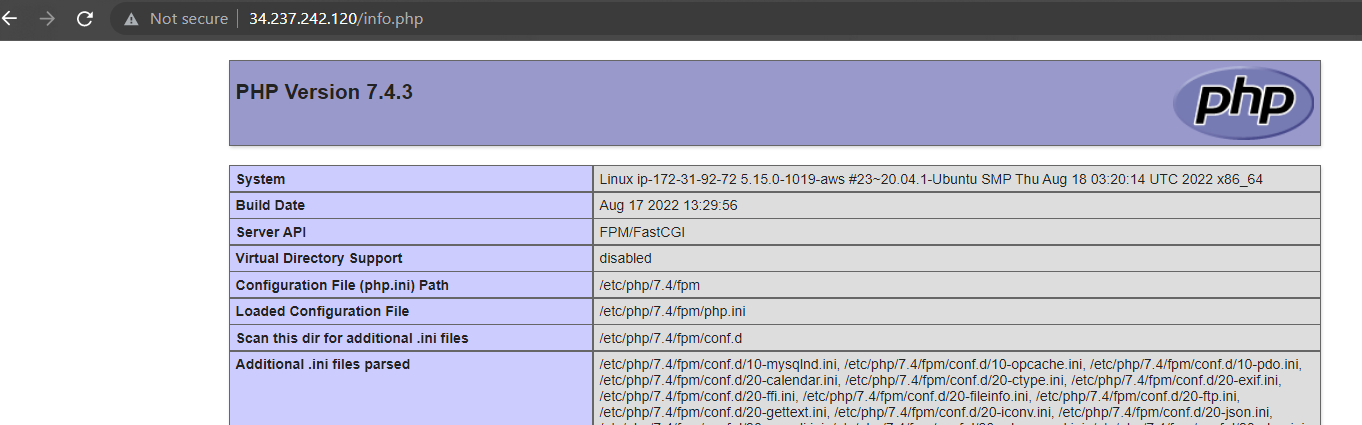 Not secure 34.237.242.120/info.php
PHP Version 7.4.3
php
System Linux ip-172-31-92-72 5.15.0-1019-aws #23~20.04.1-Ubuntu SMP Thu Aug 18 03:20:14 UTC 2022 x86_64
Build Date Aug 17 2022 13:29:56
Server API FPM/FastCGI
Virtual Directory Support disabled
Configuration File (php.ini) Path /etc/php/7.4/fpm
Loaded Configuration File /etc/php/7.4/fpm/php.ini
Scan this dir for additional .ini files /etc/php/7.4/fpm/conf.d
Additional .ini files parsed /etc/php/7.4/fpm/conf.d/10-mysqlnd.ini, /etc/php/7.4/fpm/conf.d/10-opcache.ini, /etc/php/7.4/fpm/conf.d/10-pdo.ini,
/etc/php/7.4/fpm/conf.d/20-calendar.ini, /etc/php/7.4/fpm/conf.d/20-ctype.ini, /etc/php/7.4/fpm/conf.d/20-exif.ini,
/etc/php/7.4/fpm/conf.d/20-ffi.ini, /etc/php/7.4/fpm/conf.d/20-fileinfo.ini, /etc/php/7.4/fpm/conf.d/20-ftp.ini,
/etc/php/7.4/fpm/conf.d/20-gettext.ini, /etc/php/7.4/fpm/conf.d/20-iconv.ini, /etc/php/7.4/fpm/conf.d/20-json.ini,